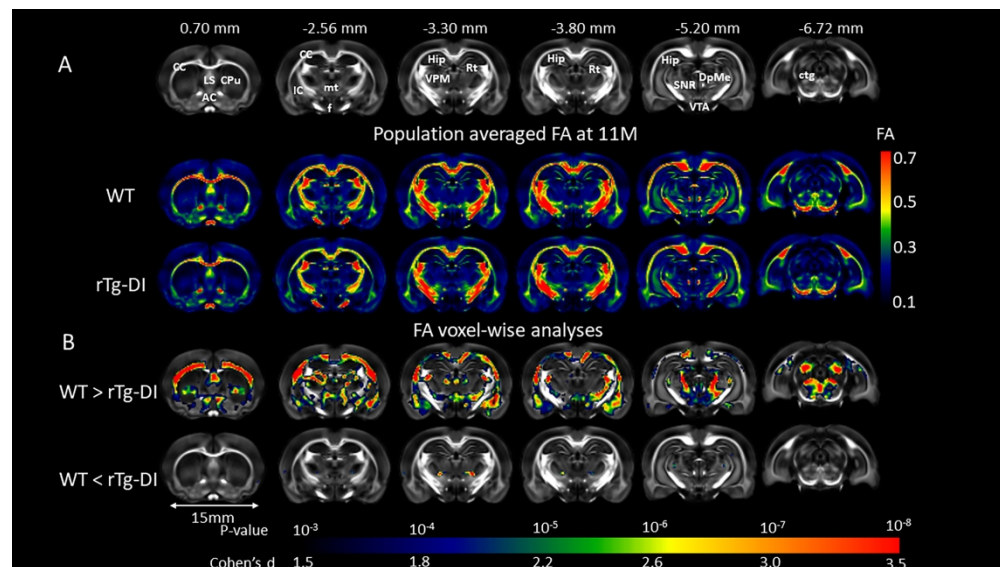 0.70 mm -2.56 mm -3.30 mm -3.80 mm -5.20 mm -6.72 mm
A
CC LS CPu AC
CC IC mt f
Hip Rt VPM
Hip Rt
Hip SNR DpMe VTA
ctg
Population averaged FA at 11M
FA
WT
rTg-DI
0.7
0.5
0.3
0.1
FA voxel-wise analyses
B
WT > rTg-DI
WT < rTg-DI
15mm
P-value 10-3 10-4 10-5 10-6 10-7 10-8
Cohen's d 1.5 1.8 2.2 2.6 3.0 3.5